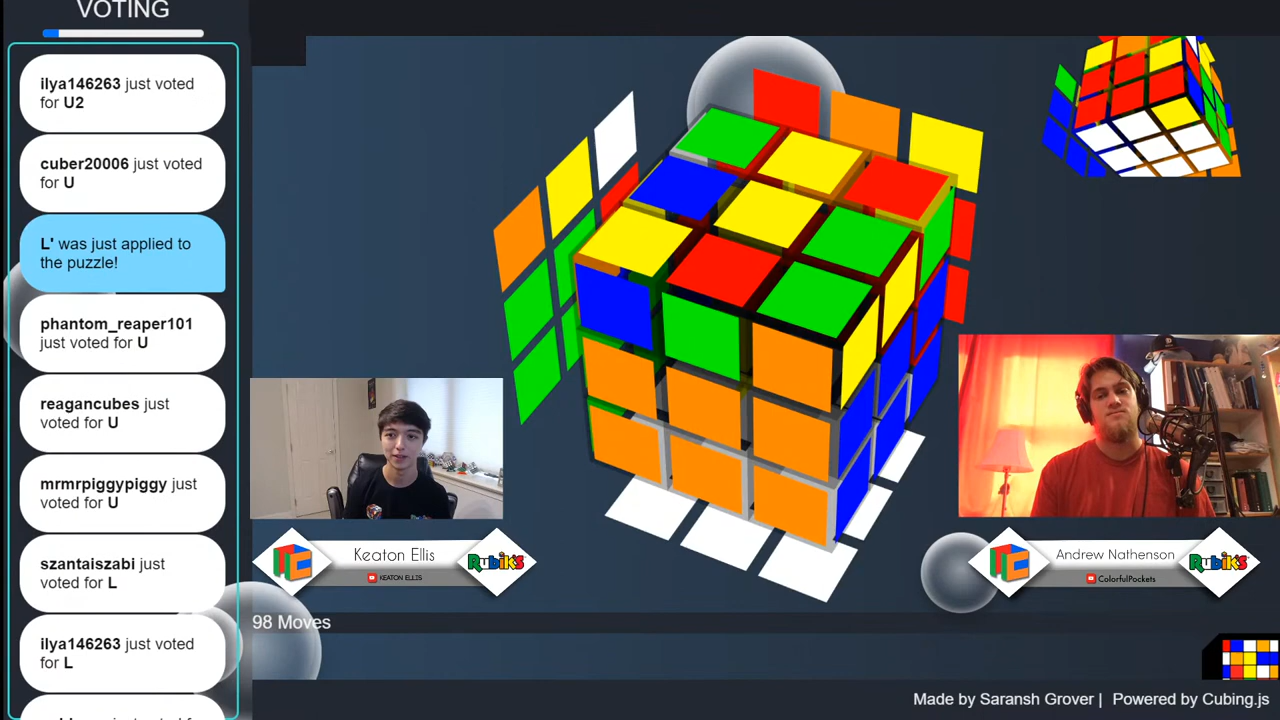 VOTING
ilya146263 just voted
for U2
cuber20006 just voted
for U
L' was just applied to
the puzzle!
phantom_reaper101
just voted for U
reagancubes just
voted for U
mrmrpiggypiggy just
voted for U
szantaiszabi just
voted for L
ilya146263 just voted
for L
Keaton Ellis
KEATON ELLIS
RUBIK'S
Andrew Nathenson
ColorfulPockets
RUBIK'S
98 Moves
Made by Saransh Grover | Powered by Cubing.js